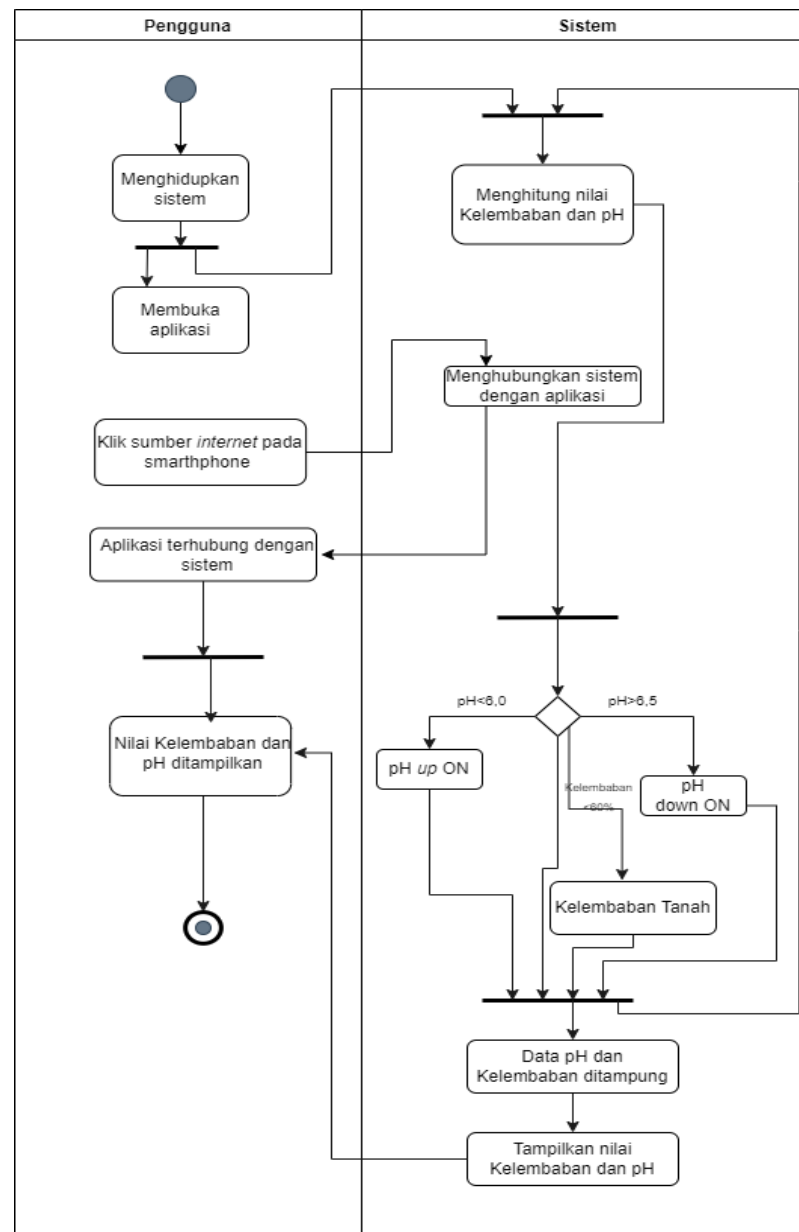 Pengguna
Sistem
Menghidupkan
sistem
Menghitung nilai
Kelembaban dan pH
Membuka
aplikasi
Menghubungkan sistem
dengan aplikasi
Klik sumber internet pada
smarthphone
Aplikasi terhubung dengan
sistem
pH<6,0
pH>6,5
Nilai Kelembaban dan
pH ditampilkan
pH up ON
Kelembaban
<60%
pH
down ON
Kelembaban Tanah
Data pH dan
Kelembaban ditampung
Tampilkan nilai
Kelembaban dan pH